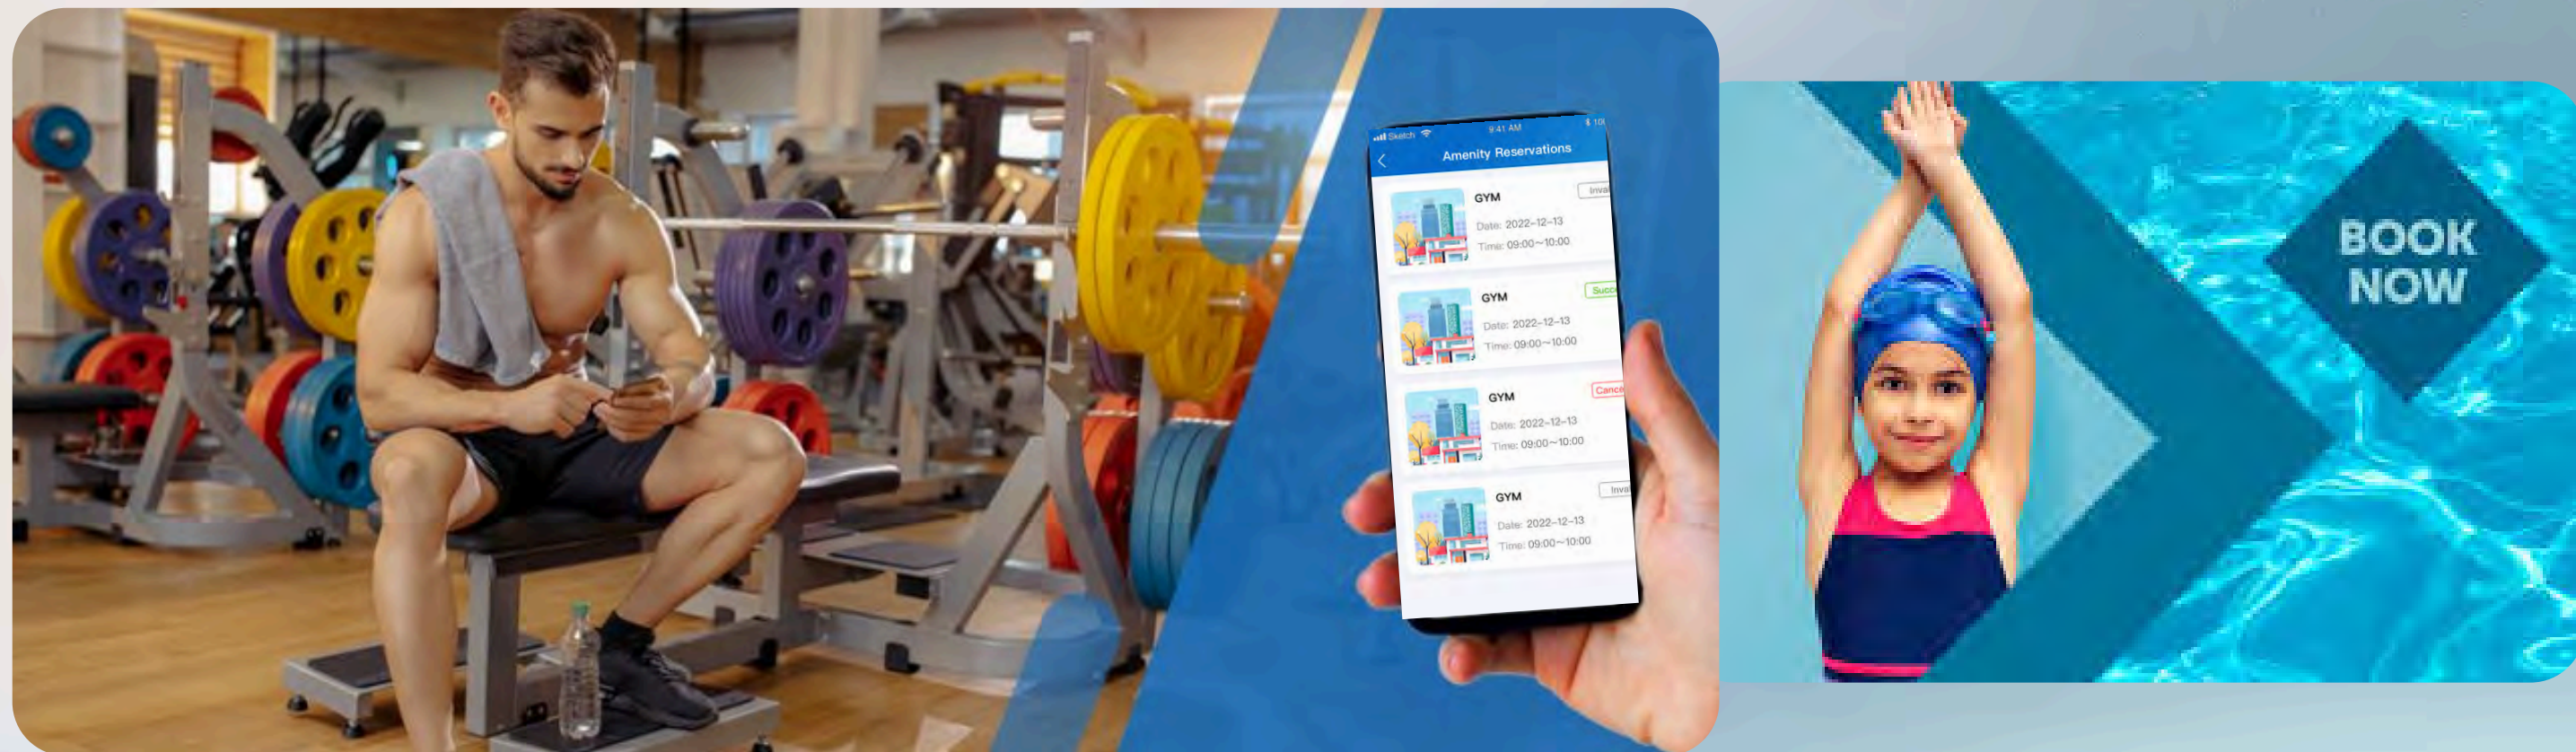 Sketch 9:41 AM
Amenity Reservations
GYM
Date: 2022-12-13
Time: 09:00~10:00
GYM
Date: 2022-12-13
Time: 09:00~10:00
GYM
Date: 2022-12-13
Time: 09:00~10:00
GYM
Date: 2022-12-13
Time: 09:00~10:00
BOOK
NOW